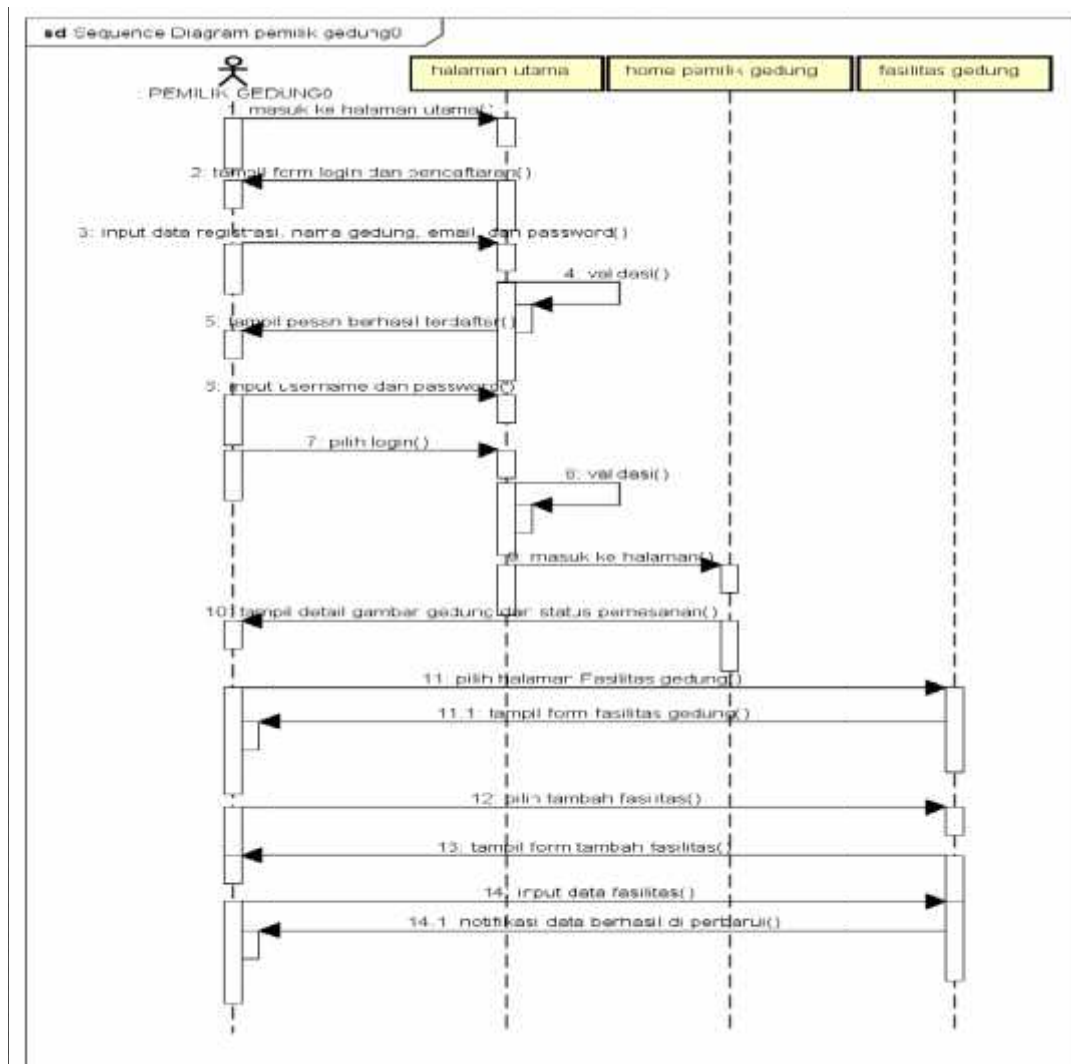 sd Sequence Diagram pemilik gedung0
halaman utama
home pemilik gedung
fasilitas gedung
: PEMILIK GEDUNG0
1: masuk ke halaman utama()
2: tampil form login dan pendaftaran()
3: input data registrasi, nama gedung, email, dan password()
4: validasi()
5: tampil pesan berhasil terdaftar()
6: input username dan password()
7: pilih login()
8: validasi()
9: masuk ke halaman()
10: tampil detail gambar gedung dan status pemesanan()
11: pilih halaman Fasilitas gedung()
11.1: tampil form fasilitas gedung()
12: pilih tambah fasilitas()
13: tampil form tambah fasilitas()
14: input data fasilitas()
14.1: notifikasi data berhasil di perbarui()